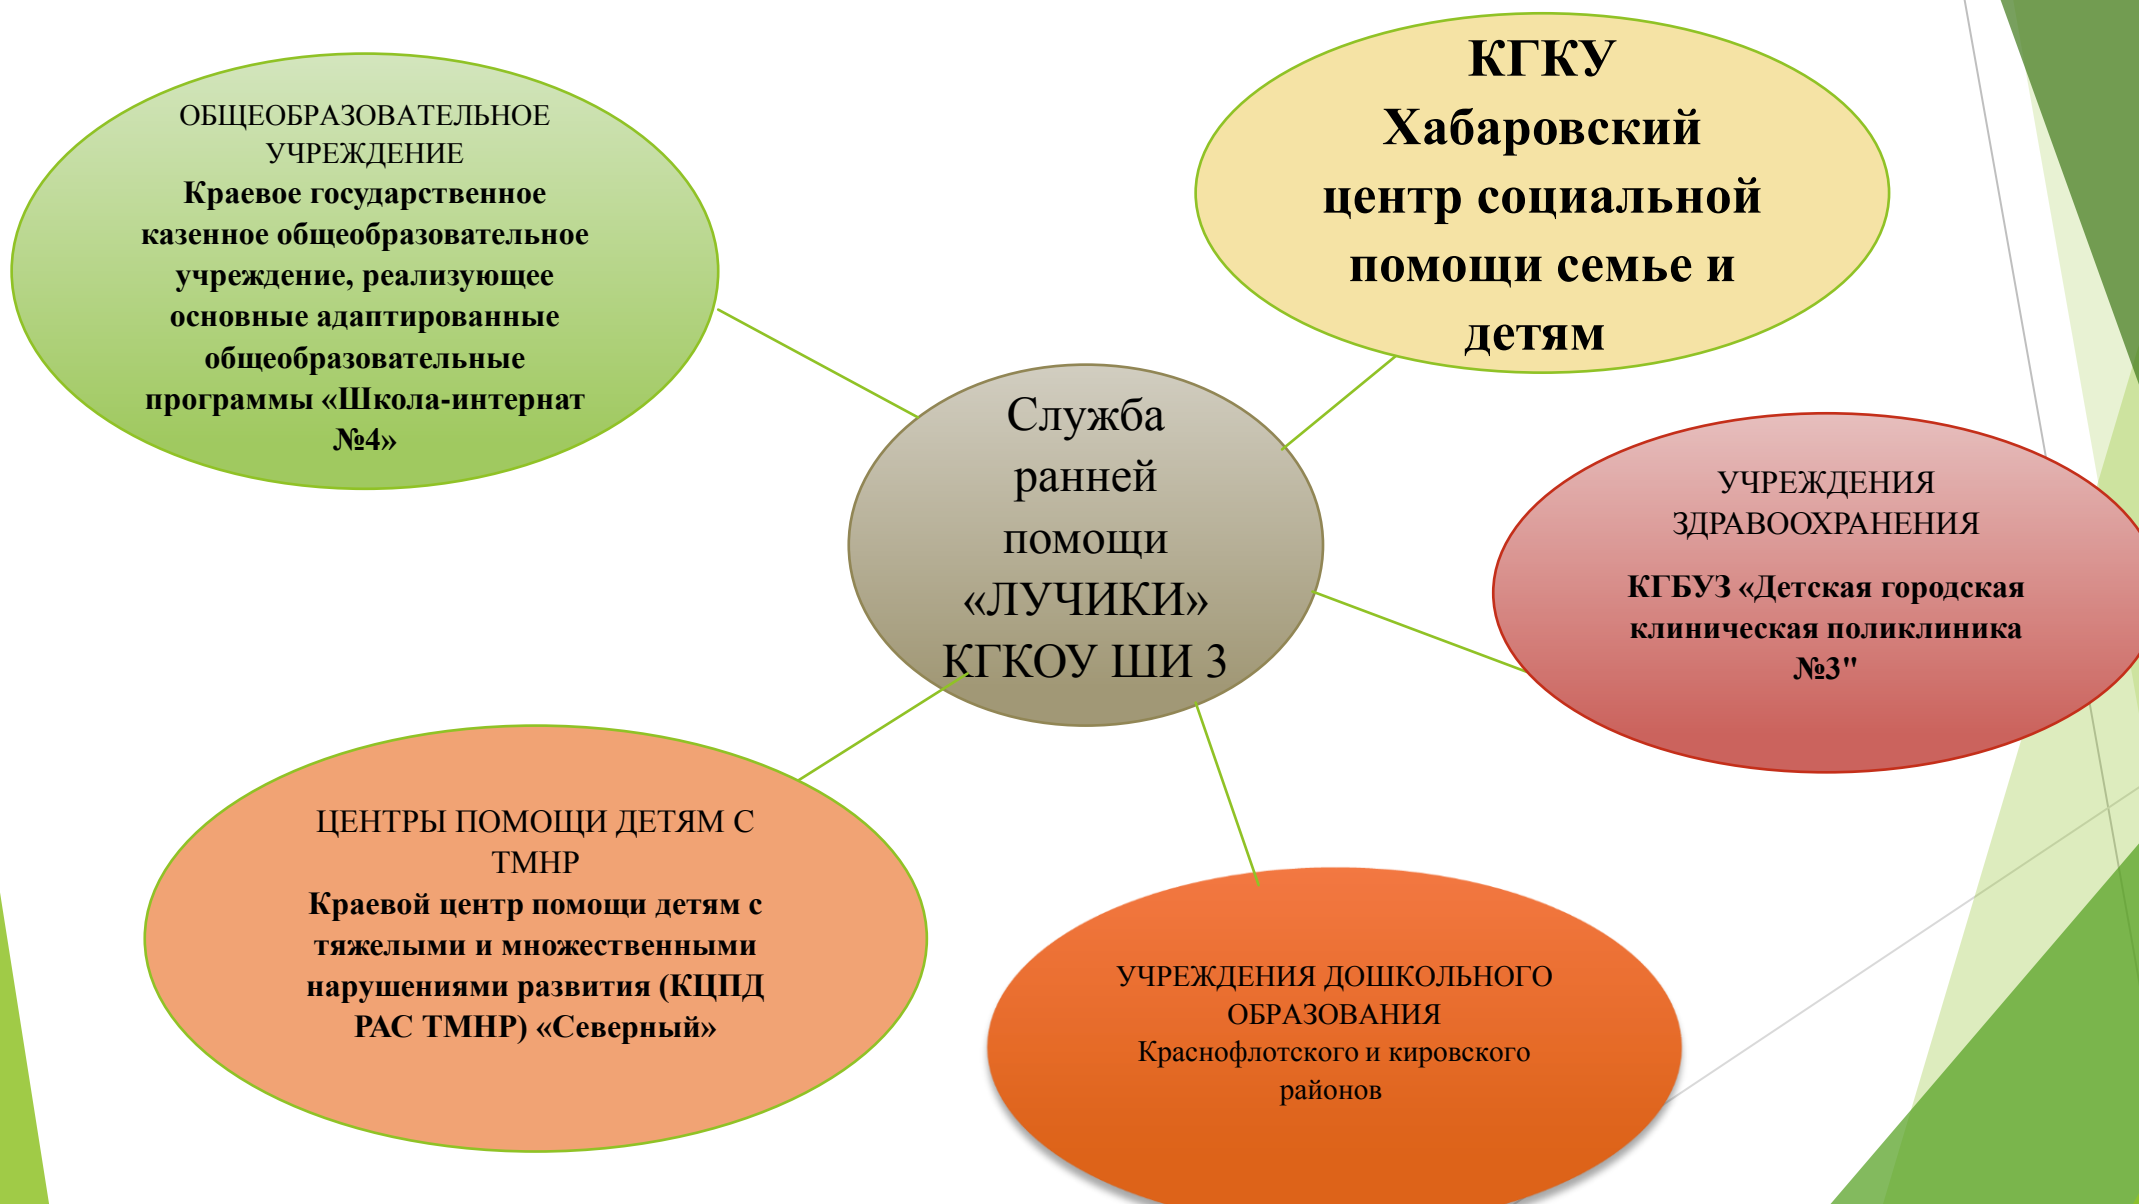 ОБЩЕОБРАЗОВАТЕЛЬНОЕ
УЧРЕЖДЕНИЕ
Краевое государственное
казенное общеобразовательное
учреждение, реализующее
основные адаптированные
общеобразовательные
программы «Школа-интернат
№4»
КГКУ
Хабаровский
центр социальной
помощи семье и
детям
Служба
ранней
помощи
«ЛУЧИКИ»
КГКОУ ШИ 3
УЧРЕЖДЕНИЯ
ЗДРАВООХРАНЕНИЯ
КГБУЗ «Детская городская
клиническая поликлиника
№3"
ЦЕНТРЫ ПОМОЩИ ДЕТЯМ С
ТМНР
Краевой центр помощи детям с
тяжелыми и множественными
нарушениями развития (КЦПД
РАС ТМНР) «Северный»
УЧРЕЖДЕНИЯ ДОШКОЛЬНОГО
ОБРАЗОВАНИЯ
Краснофлотского и кировского
районов